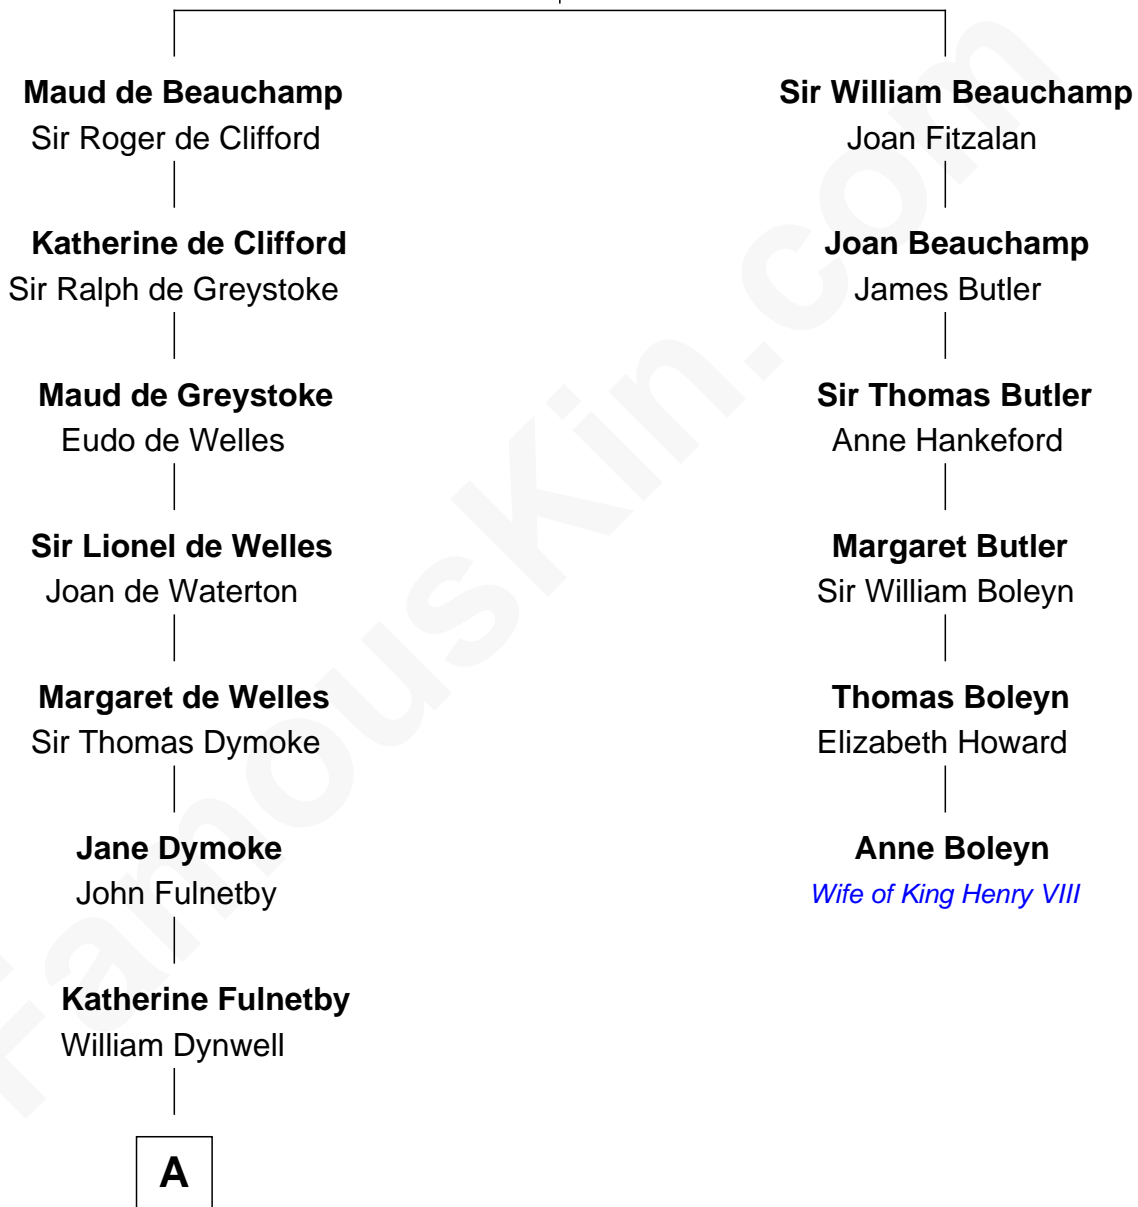 Maud de Beauchamp
Sir Roger de Clifford
Katherine de Clifford
Sir Ralph de Greystoke
Maud de Greystoke
Eudo de Welles
Sir Lionel de Welles
Joan de Waterton
Margaret de Welles
Sir Thomas Dymoke
Jane Dymoke
John Fulnetby
Katherine Fulnetby
William Dynwell
A
Sir William Beauchamp
Joan Fitzalan
Joan Beauchamp
James Butler
Sir Thomas Butler
Anne Hankeford
Margaret Butler
Sir William Boleyn
Thomas Boleyn
Elizabeth Howard
Anne Boleyn
Wife of King Henry VIII
FamousKin.com